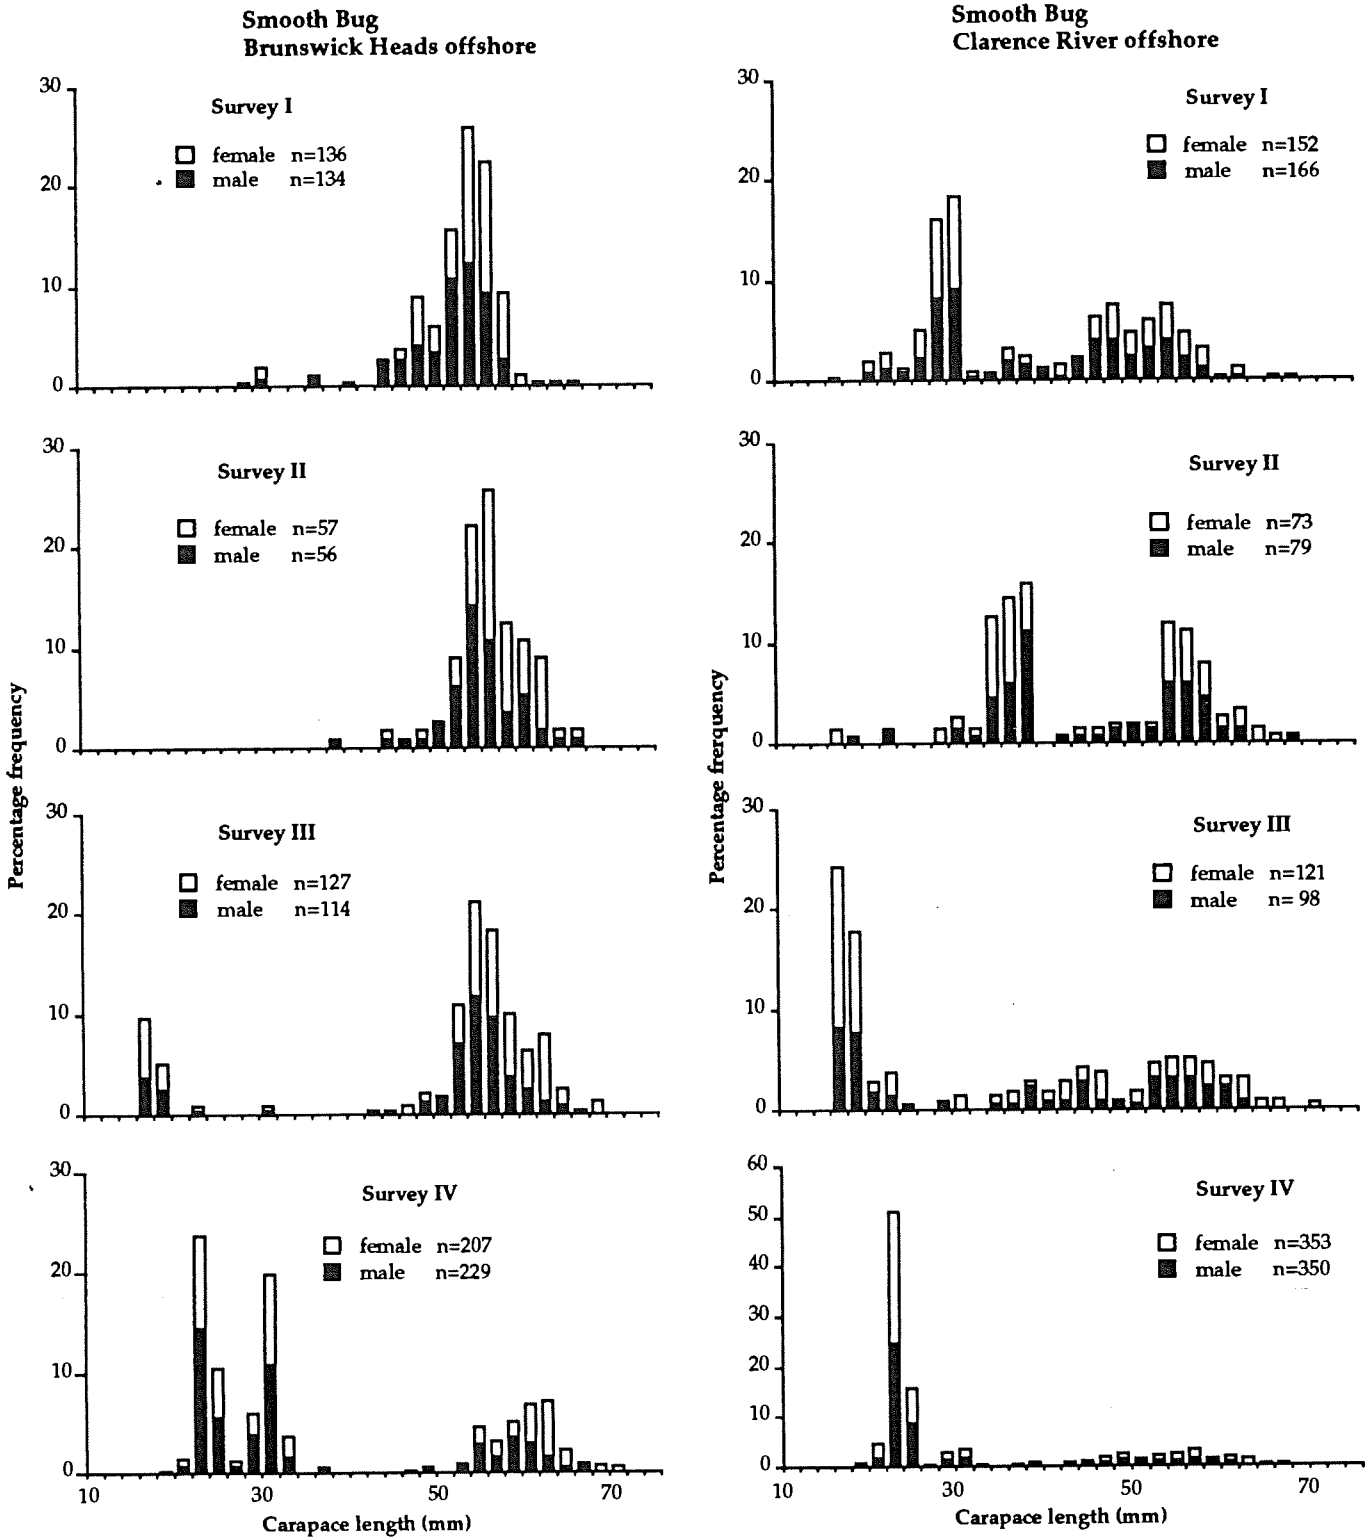 Smooth Bug
Brunswick Heads offshore
30
20
10
0
Survey I
female n=136
male n=134
30
20
10
0
Survey II
female n=57
male n=56
30
20
10
0
Survey III
female n=127
male n=114
30
20
10
0
Survey IV
female n=207
male n=229
10 30 50 70
Carapace length (mm)
Percentage frequency
Smooth Bug
Clarence River offshore
30
20
10
0
Survey I
female n=152
male n=166
30
20
10
0
Survey II
female n=73
male n=79
30
20
10
0
Survey III
female n=121
male n= 98
60
50
40
30
20
10
0
Survey IV
female n=353
male n=350
10 30 50 70
Carapace length (mm)
Percentage frerquency